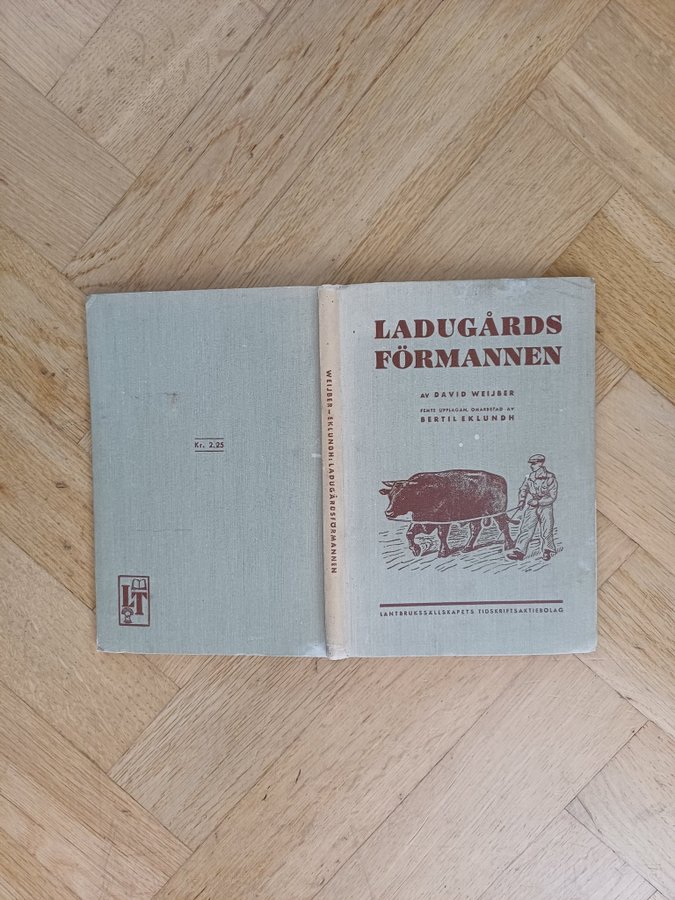 LADUGÅRDS
FÖRMANNEN
AV DAVID WEIJBER
FEMTE UPPLAGAN, OMARBETAD AV
BERTIL EKLUNDH
LANTBRUKSSÄLLSKAPETS TIDSKRIFTSAKTIEBOLAG
WEIJBER—EKLUNDH: LADUGÅRDSFÖRMANNEN
Kr. 2.25
LT